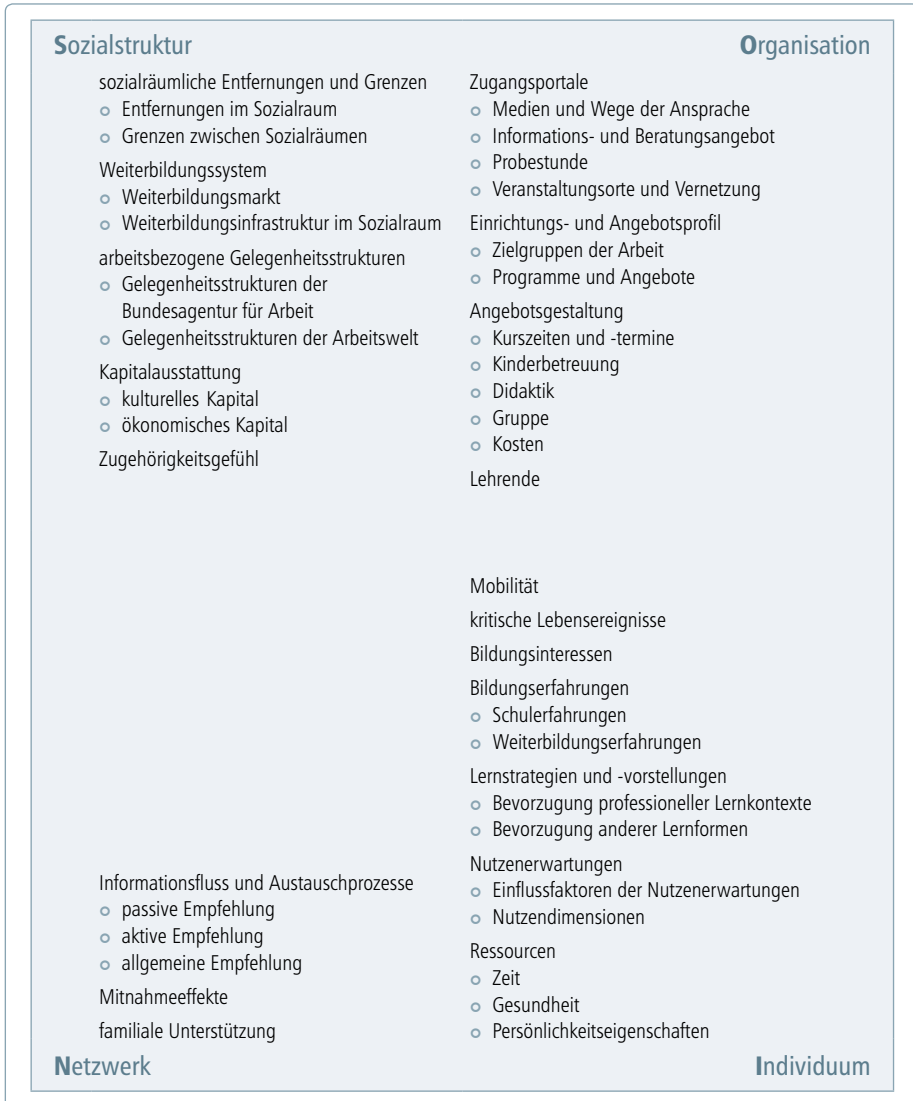 Sozialstruktur
sozialräumliche Entfernungen und Grenzen
Entfernungen im Sozialraum
Grenzen zwischen Sozialräumen
Weiterbildungssystem
Weiterbildungsmarkt
Weiterbildungsinfrastruktur im Sozialraum
arbeitsbezogene Gelegenheitsstrukturen
Gelegenheitsstrukturen der
Bundesagentur für Arbeit
Gelegenheitsstrukturen der Arbeitswelt
Kapitalausstattung
kulturelles Kapital
ökonomisches Kapital
Zugehörigkeitsgefühl
Organisation
Zugangsportale
Medien und Wege der Ansprache
Informations- und Beratungsangebot
Probestunde
Veranstaltungsorte und Vernetzung
Einrichtungs- und Angebotsprofil
Zielgruppen der Arbeit
Programme und Angebote
Angebotsgestaltung
Kurszeiten und -termine
Kinderbetreuung
Didaktik
Gruppe
Kosten
Lehrende
Informationsfluss und Austauschprozesse
passive Empfehlung
aktive Empfehlung
allgemeine Empfehlung
Mitnahmeeffekte
familiale Unterstützung
Netzwerk
Mobilität
kritische Lebensereignisse
Bildungsinteressen
Bildungserfahrungen
Schulerfahrungen
Weiterbildungserfahrungen
Lernstrategien und -vorstellungen
Bevorzugung professioneller Lernkontexte
Bevorzugung anderer Lernformen
Nutzenerwartungen
Einflussfaktoren der Nutzenerwartungen
Nutzendimensionen
Ressourcen
Zeit
Gesundheit
Persönlichkeitseigenschaften
Individuum